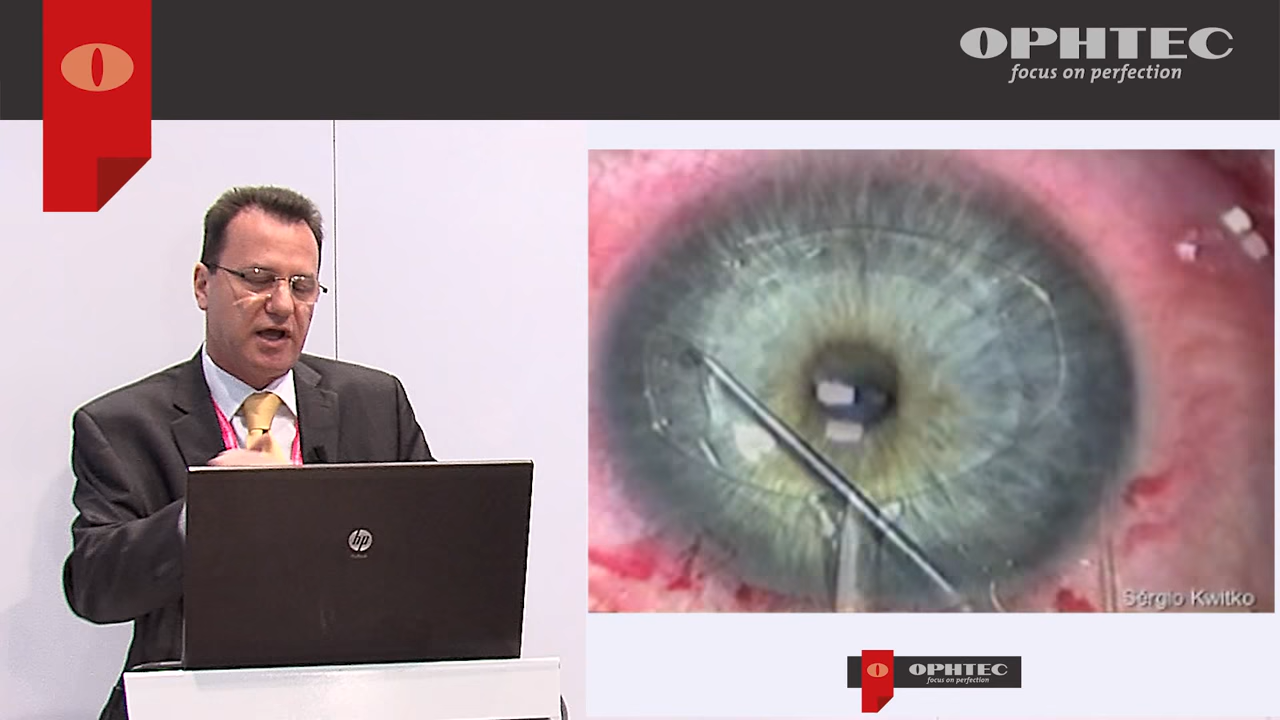 OPHTEC
focus on perfection
hp
Sérgio Kwitko
OPHTEC
focus on perfection